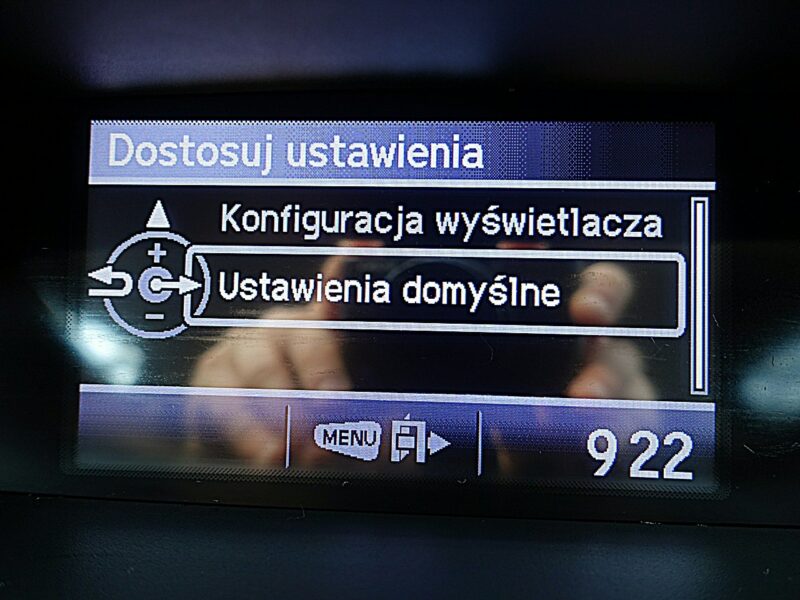 Dostosuj ustawienia
Konfiguracja wyświetlacza
+
Ustawienia domyślne
-
MENU
922